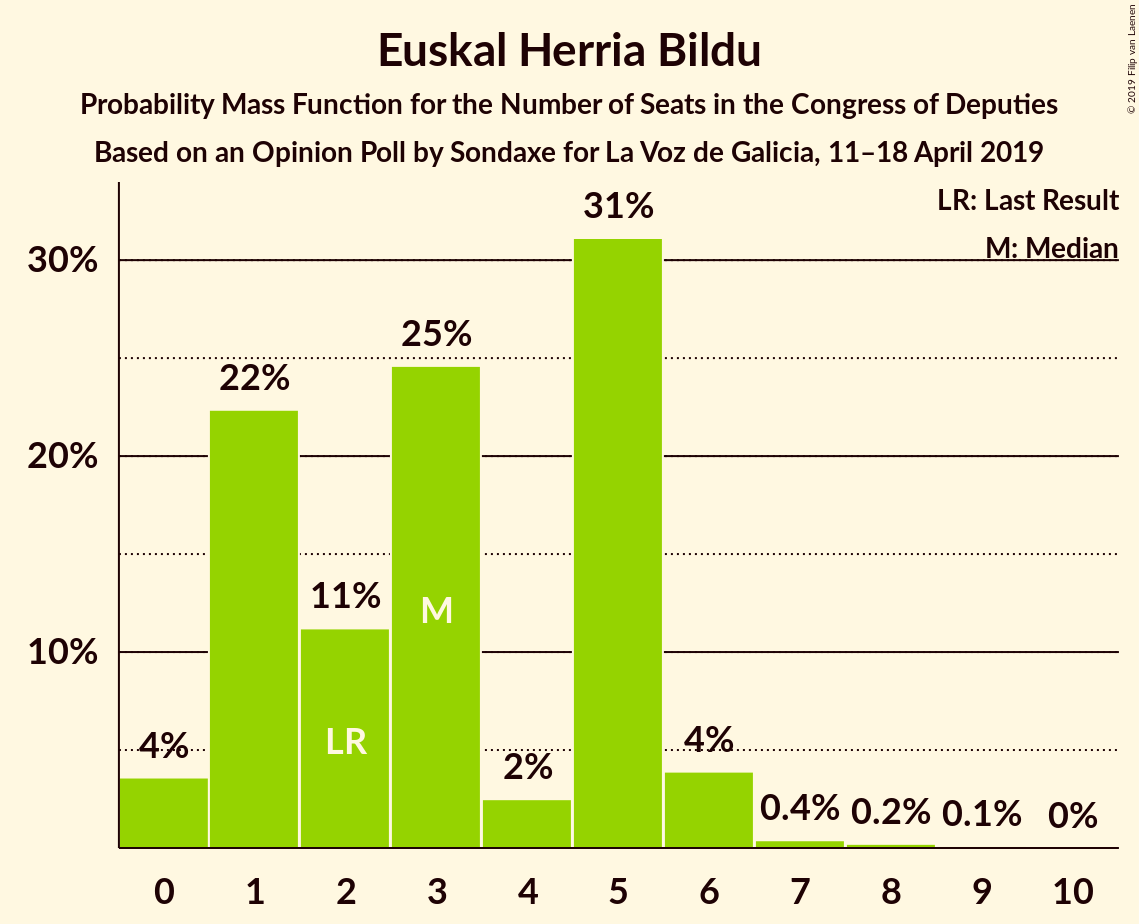 Euskal Herria Bildu
Probability Mass Function for the Number of Seats in the Congress of Deputies
Based on an Opinion Poll by Sondaxe for La Voz de Galicia, 11–18 April 2019
© 2019 Filip van Laenen
LR: Last Result
M: Median
30%
20%
10%
4%
22%
11%
25%
2%
31%
4%
0.4%
0.2%
0.1%
0%
LR
M
0 1 2 3 4 5 6 7 8 9 10